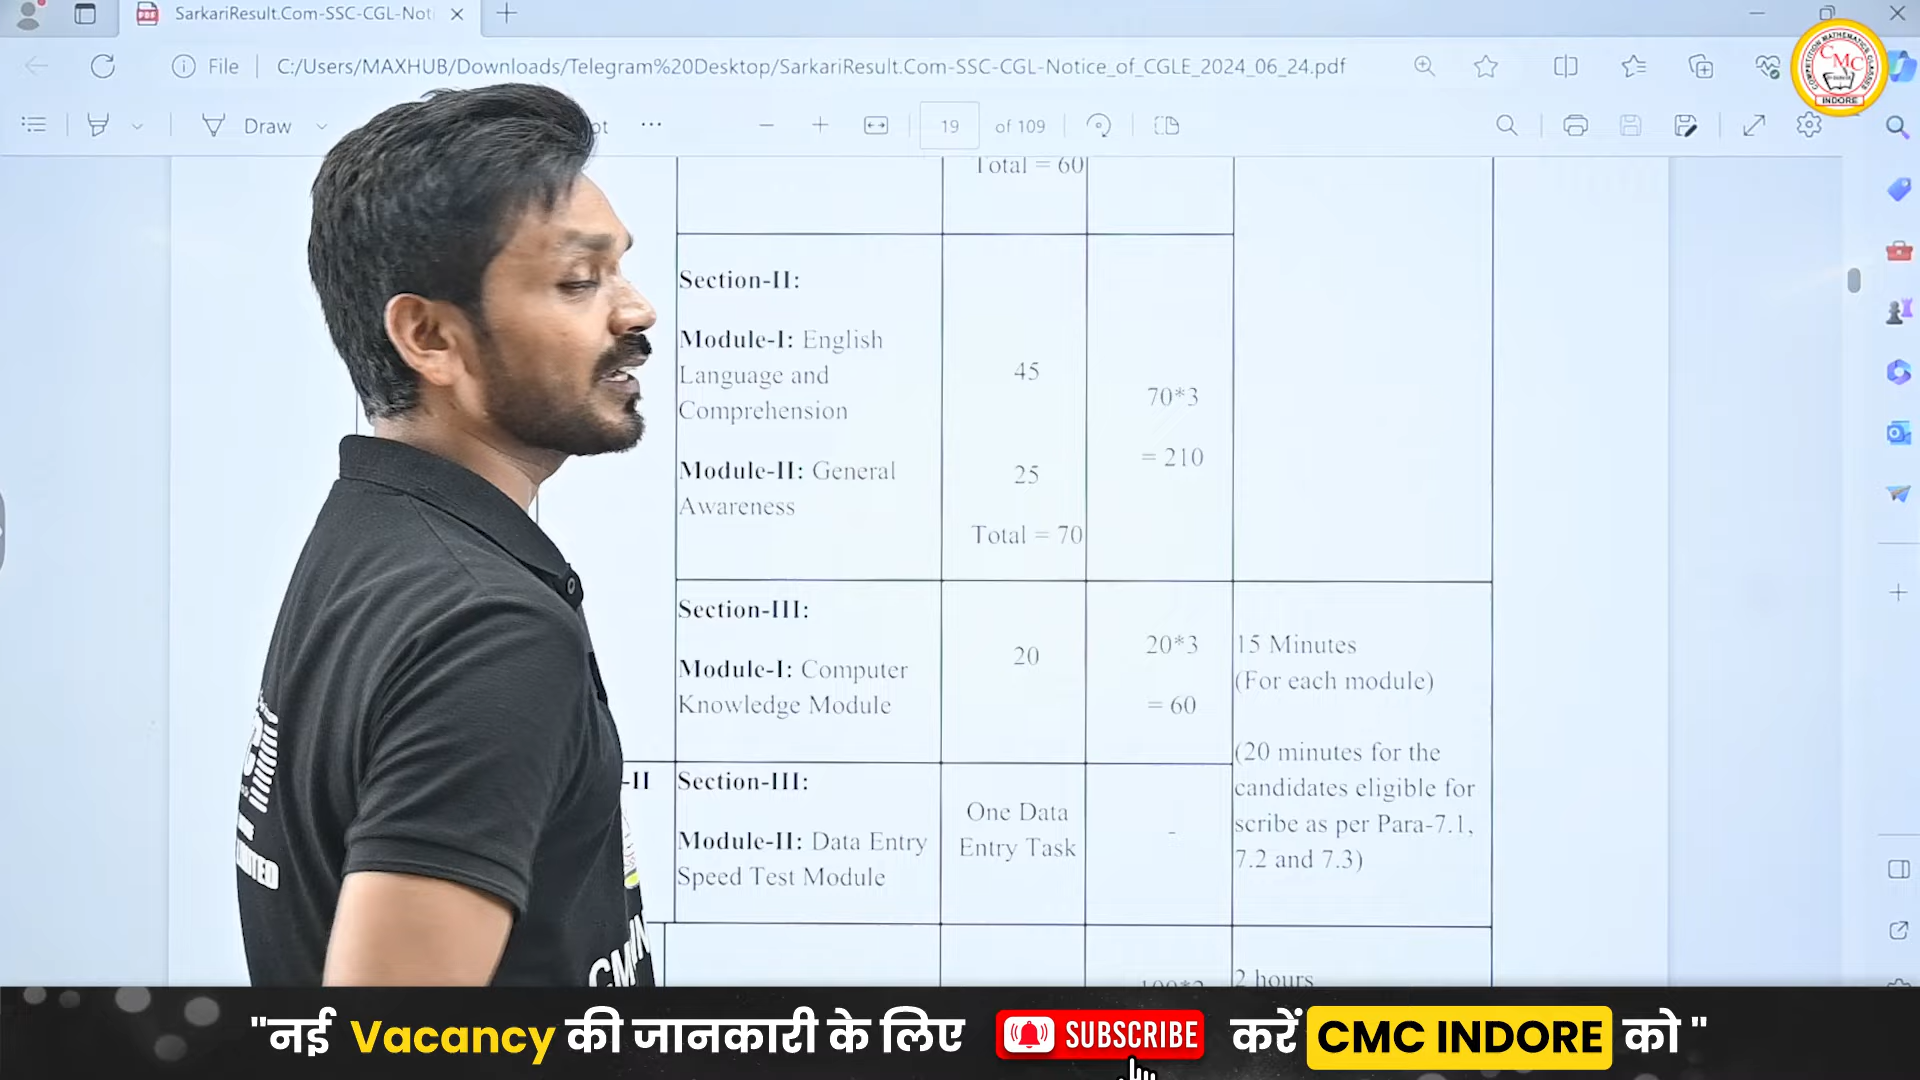 SarkariResult.Com-SSC-CGL-Noti
File
C:/Users/MAXHUB/Downloads/Telegram%20Desktop/SarkariResult.Com-SSC-CGL-Notice_of_CGLE_2024_06_24.pdf
COMPETITION MATHEMATICS CLASSES
CMC
INDORE
Draw
19
of 109
Total = 60
Section-II:
Module-I: English
Language and
Comprehension
45
Module-II: General
Awareness
25
Total = 70
70*3
= 210
Section-III:
Module-I: Computer
Knowledge Module
20
20*3
= 60
15 Minutes
(For each module)
(20 minutes for the
candidates eligible for
scribe as per Para-7.1,
7.2 and 7.3)
-II
Section-III:
Module-II: Data Entry
Speed Test Module
One Data
Entry Task
-
2 hours
"नई Vacancy की जानकारी के लिए SUBSCRIBE करें CMC INDORE को "